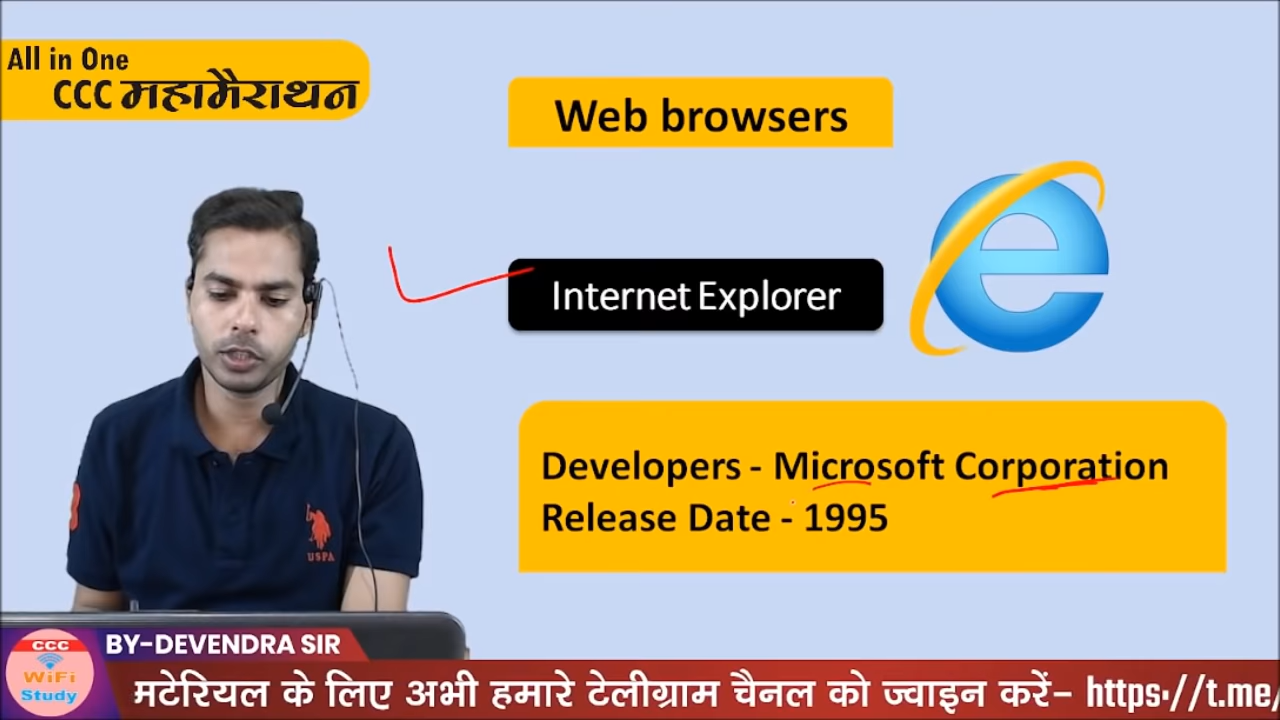 All in One
CCC महामैराथन
Web browsers
Internet Explorer
Developers - Microsoft Corporation
Release Date - 1995
USPA
BY-DEVENDRA SIR
CCC
WiFi
Study
मटेरियल के लिए अभी हमारे टेलीग्राम चैनल को ज्वाइन करें– https://t.me/